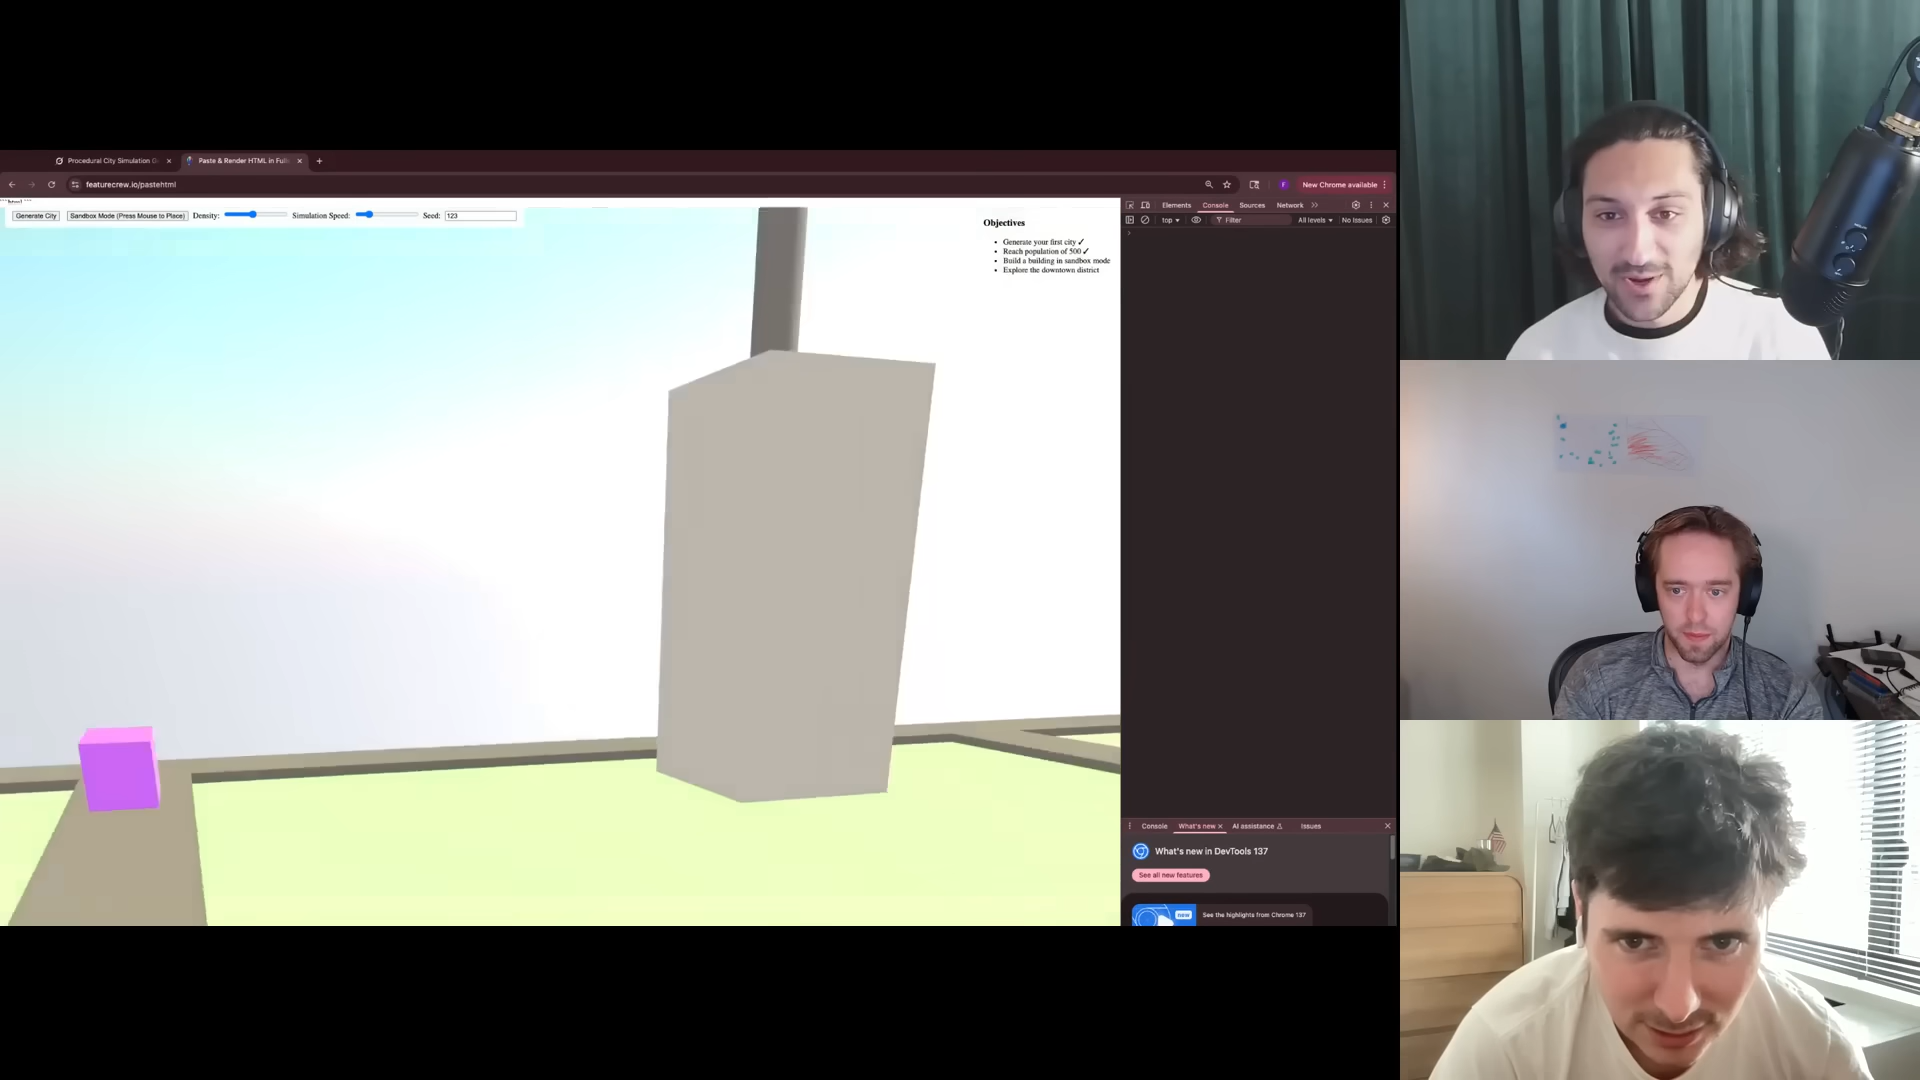 Procedural City Simulation G
Paste & Render HTML in Full
featurecrew.io/pastehtml
New Chrome available
Generate City
Sandbox Mode (Press Mouse to Place)
Density:
Simulation Speed:
Seed:
123
Objectives
Generate your first city ✓
Reach population of 500 ✓
Build a building in sandbox mode
Explore the downtown district
Elements
Console
Sources
Network
top
Filter
All levels
No Issues
Console
What's new
AI assistance
Issues
What's new in DevTools 137
See all new features
new
See the highlights from Chrome 137